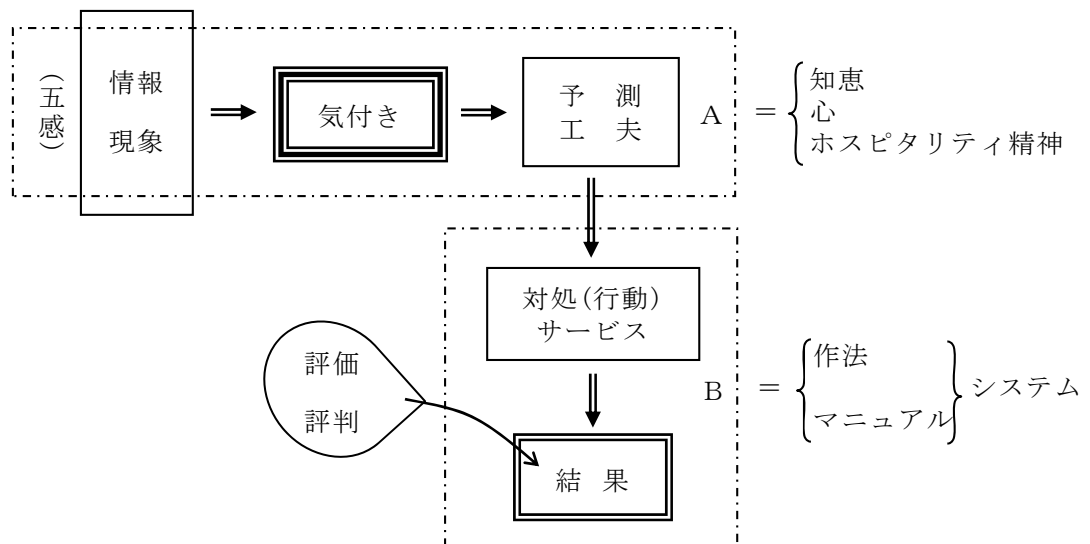 (五感)
情報
現象
気付き
予 測
工 夫
A
=
知恵
心
ホスピタリティ精神
対処(行動)
サービス
評価
評判
B
=
作法
マニュアル
システム
結 果